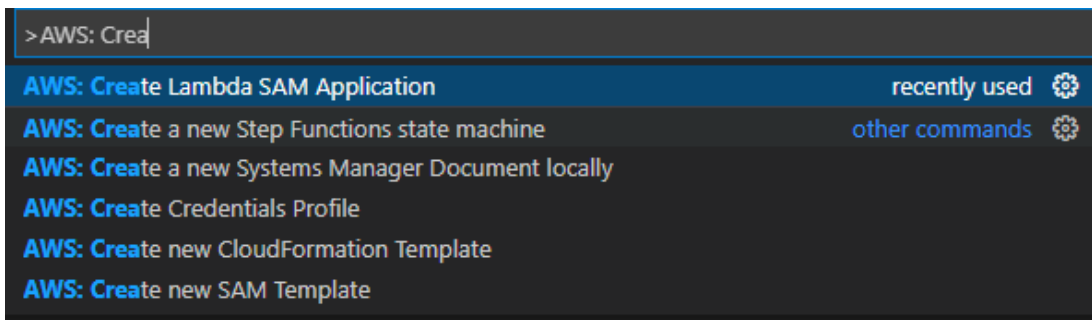 >AWS: Crea
AWS: Create Lambda SAM Application recently used
AWS: Create a new Step Functions state machine other commands
AWS: Create a new Systems Manager Document locally
AWS: Create Credentials Profile
AWS: Create new CloudFormation Template
AWS: Create new SAM Template